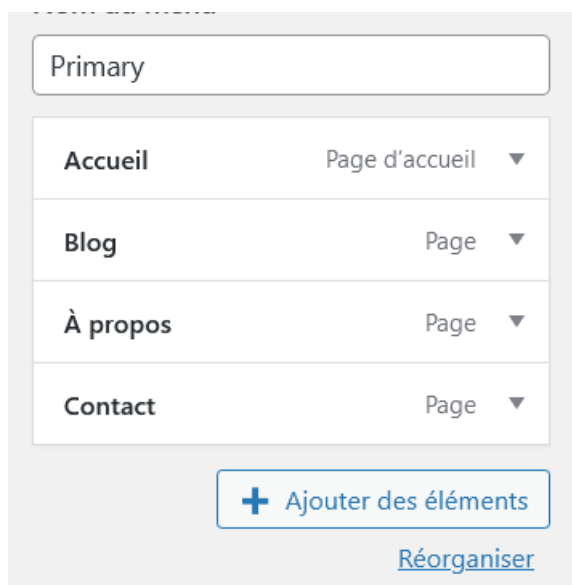 Primary
Accueil Page d'accueil
Blog Page
À propos Page
Contact Page
Ajouter des éléments
Réorganiser